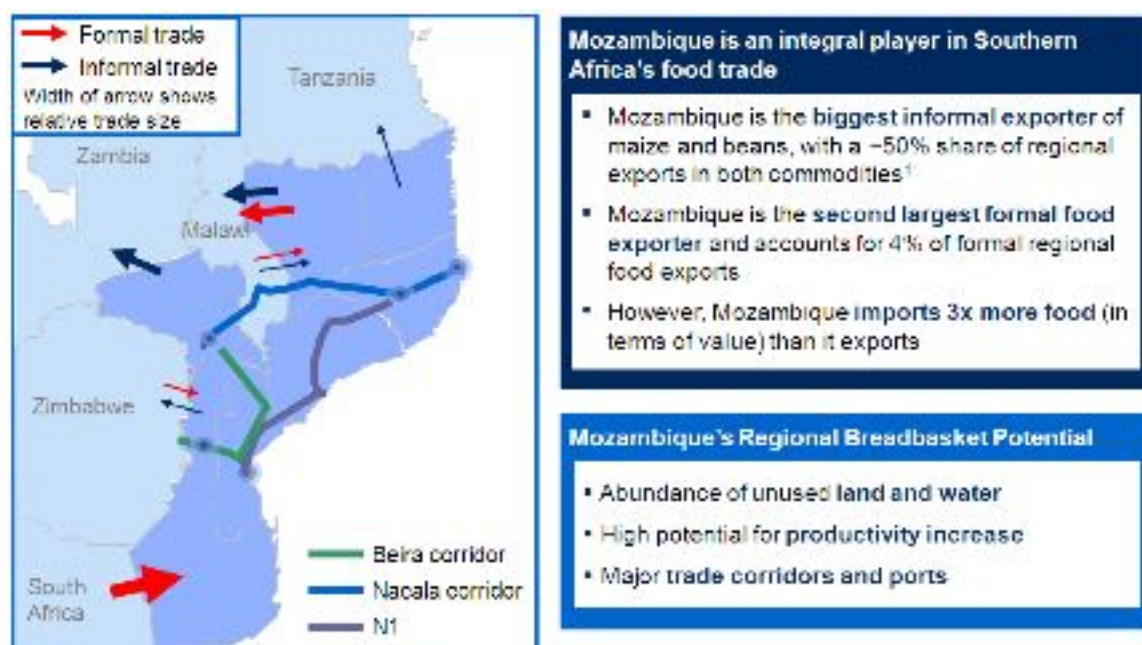 Formal trade
Informal trade
Width of arrow shows
relative trade size
Tanzania
Zambia
Malawi
Zimbabwe
South
Africa
Beira corridor
Nacala corridor
N1
Mozambique is an integral player in Southern
Africa's food trade
▪ Mozambique is the biggest informal exporter of
maize and beans, with a ~50% share of regional
exports in both commodities¹
▪ Mozambique is the second largest formal food
exporter and accounts for 4% of formal regional
food exports
▪ However, Mozambique imports 3x more food (in
terms of value) than it exports
Mozambique's Regional Breadbasket Potential
▪ Abundance of unused land and water
▪ High potential for productivity increase
▪ Major trade corridors and ports